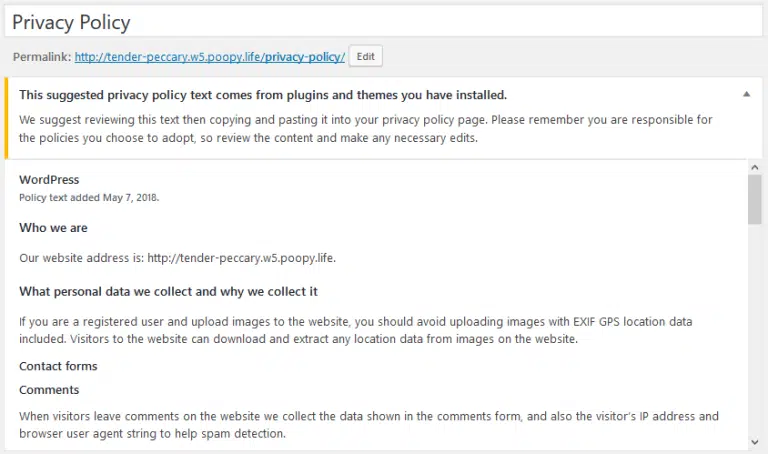 Privacy Policy
Permalink: http://tender-peccary.w5.poopy.life/privacy-policy/ Edit
This suggested privacy policy text comes from plugins and themes you have installed.
We suggest reviewing this text then copying and pasting it into your privacy policy page. Please remember you are responsible for
the policies you choose to adopt, so review the content and make any necessary edits.
WordPress
Policy text added May 7, 2018.
Who we are
Our website address is: http://tender-peccary.w5.poopy.life.
What personal data we collect and why we collect it
If you are a registered user and upload images to the website, you should avoid uploading images with EXIF GPS location data
included. Visitors to the website can download and extract any location data from images on the website.
Contact forms
Comments
When visitors leave comments on the website we collect the data shown in the comments form, and also the visitor's IP address and
browser user agent string to help spam detection.